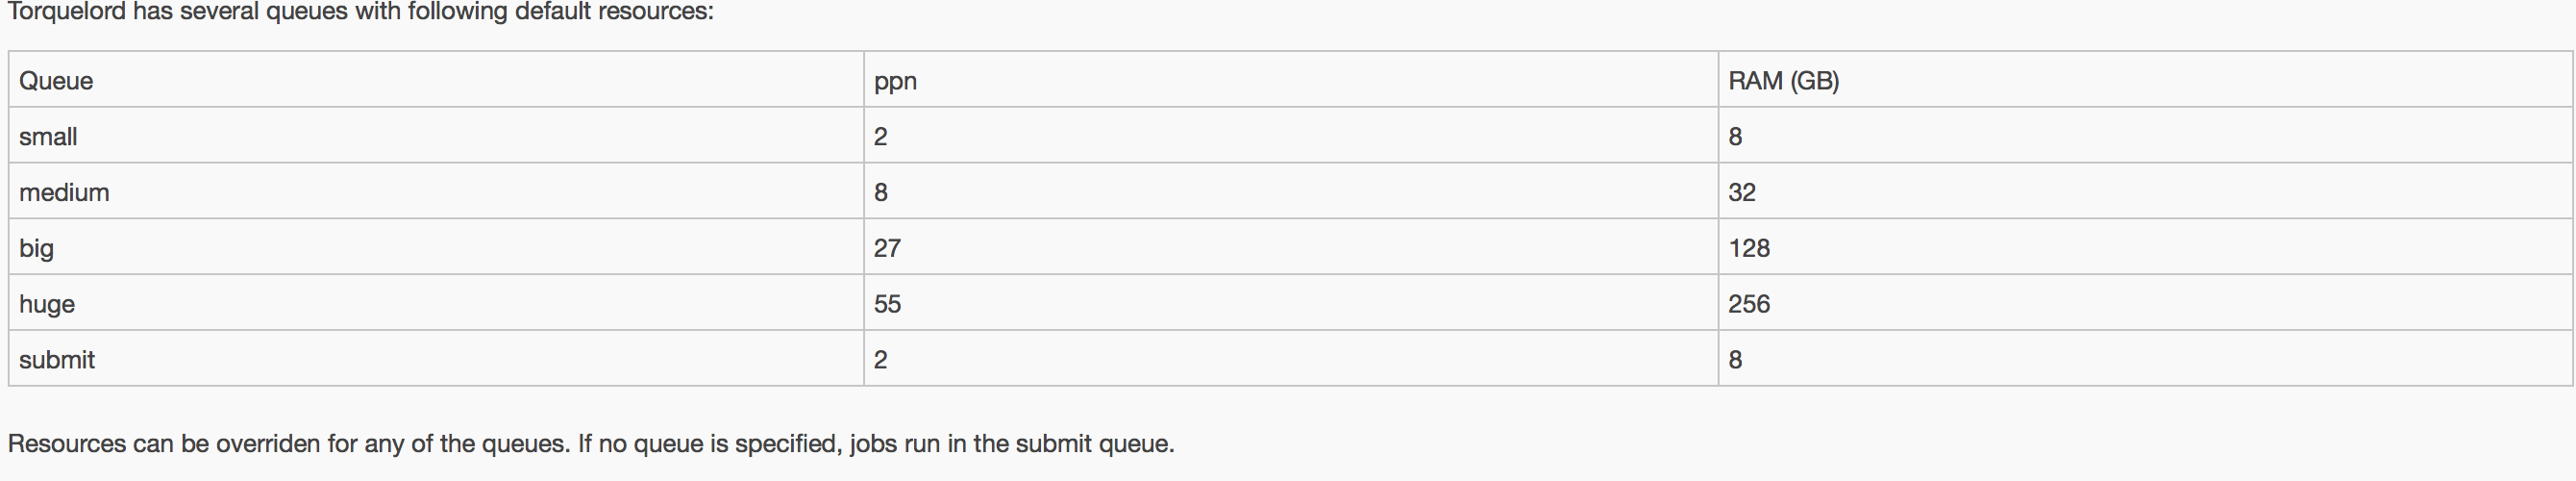 Torquelord has several queues with following default resources:
Queue ppn RAM (GB)
small 2 8
medium 8 32
big 27 128
huge 55 256
submit 2 8
Resources can be overriden for any of the queues. If no queue is specified, jobs run in the submit queue.